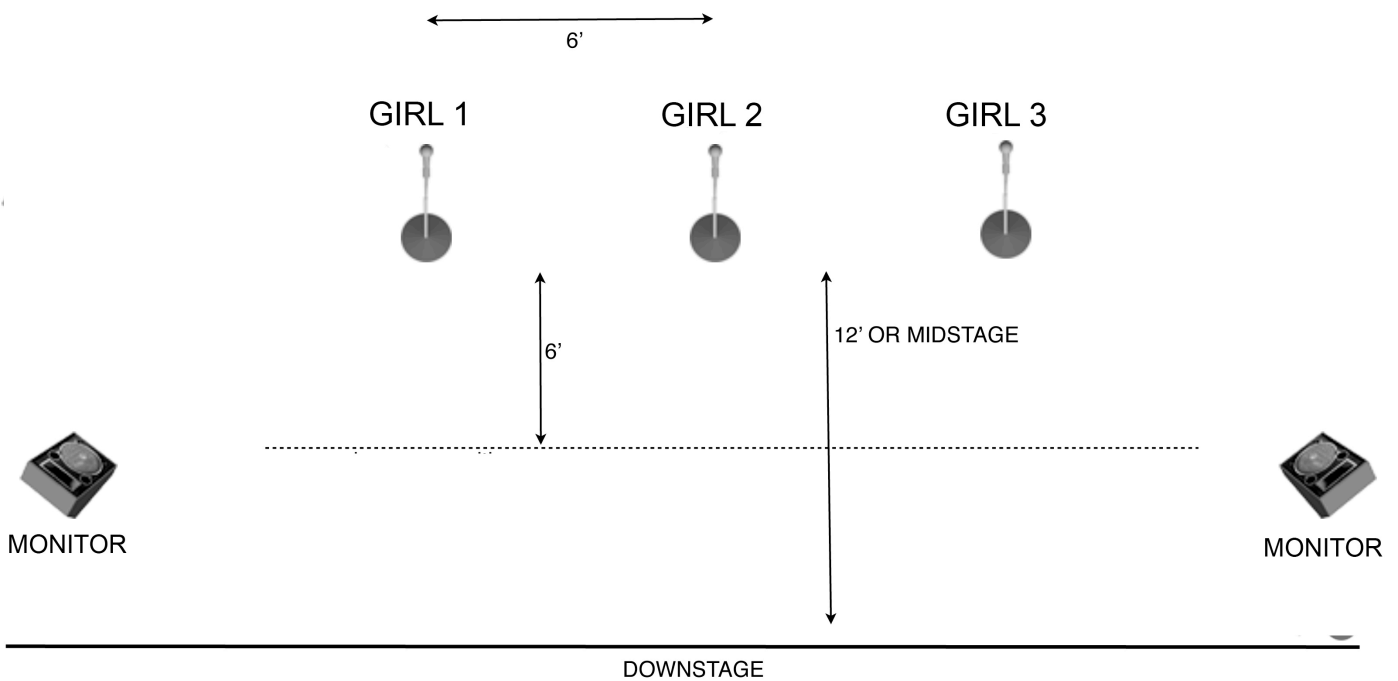 6’
GIRL 1
GIRL 2
GIRL 3
12’ OR MIDSTAGE
6’
MONITOR
MONITOR
DOWNSTAGE